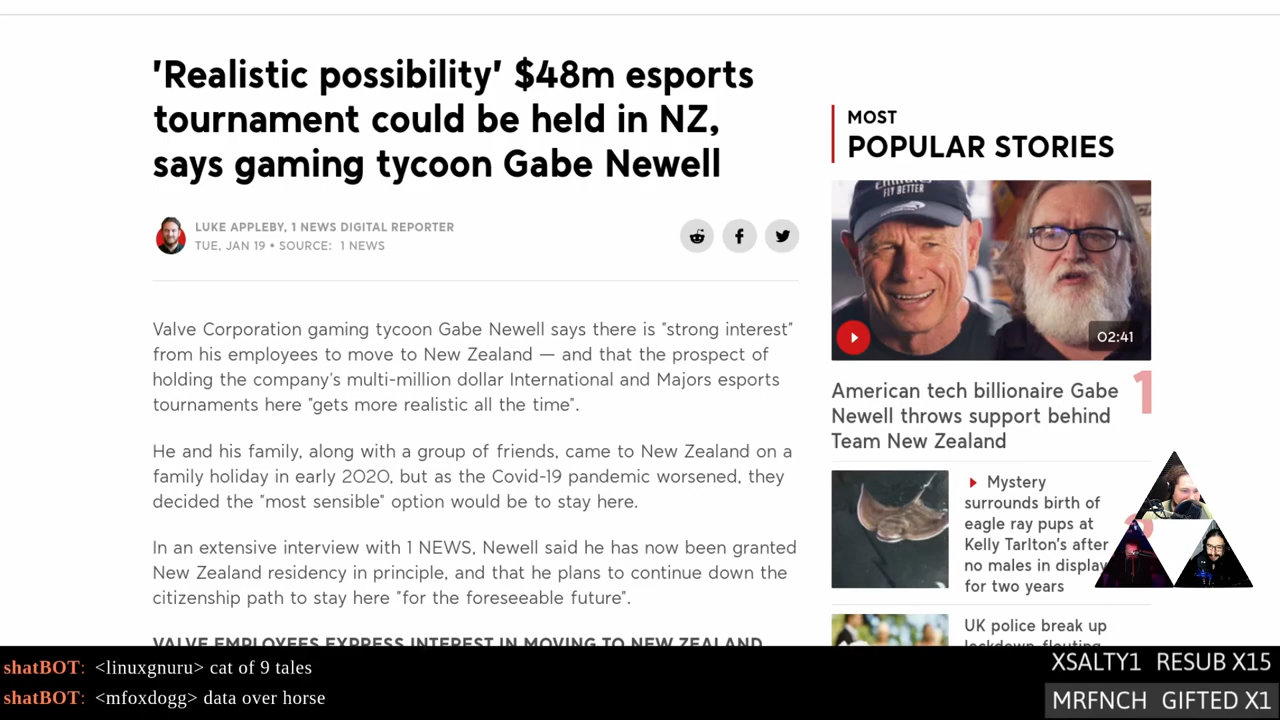 'Realistic possibility' $48m esports
tournament could be held in NZ,
says gaming tycoon Gabe Newell
LUKE APPLEBY, 1 NEWS DIGITAL REPORTER
TUE, JAN 19 • SOURCE: 1 NEWS
Valve Corporation gaming tycoon Gabe Newell says there is "strong interest"
from his employees to move to New Zealand — and that the prospect of
holding the company's multi-million dollar International and Majors esports
tournaments here "gets more realistic all the time".
He and his family, along with a group of friends, came to New Zealand on a
family holiday in early 2020, but as the Covid-19 pandemic worsened, they
decided the "most sensible" option would be to stay here.
In an extensive interview with 1 NEWS, Newell said he has now been granted
New Zealand residency in principle, and that he plans to continue down the
citizenship path to stay here "for the foreseeable future".
VALVE EMPLOYEES EXPRESS INTEREST IN MOVING TO NEW ZEALAND
MOST
POPULAR STORIES
FLY BETTER
02:41
American tech billionaire Gabe
Newell throws support behind
Team New Zealand
1
Mystery
surrounds birth of
eagle ray pups at
Kelly Tarlton's after
no males in display
for two years
UK police break up
lockdown-flouting
shatBOT: <linuxgnuru> cat of 9 tales
shatBOT: <mfoxdogg> data over horse
XSALTY1 RESUB X15
MRFNCH GIFTED X1